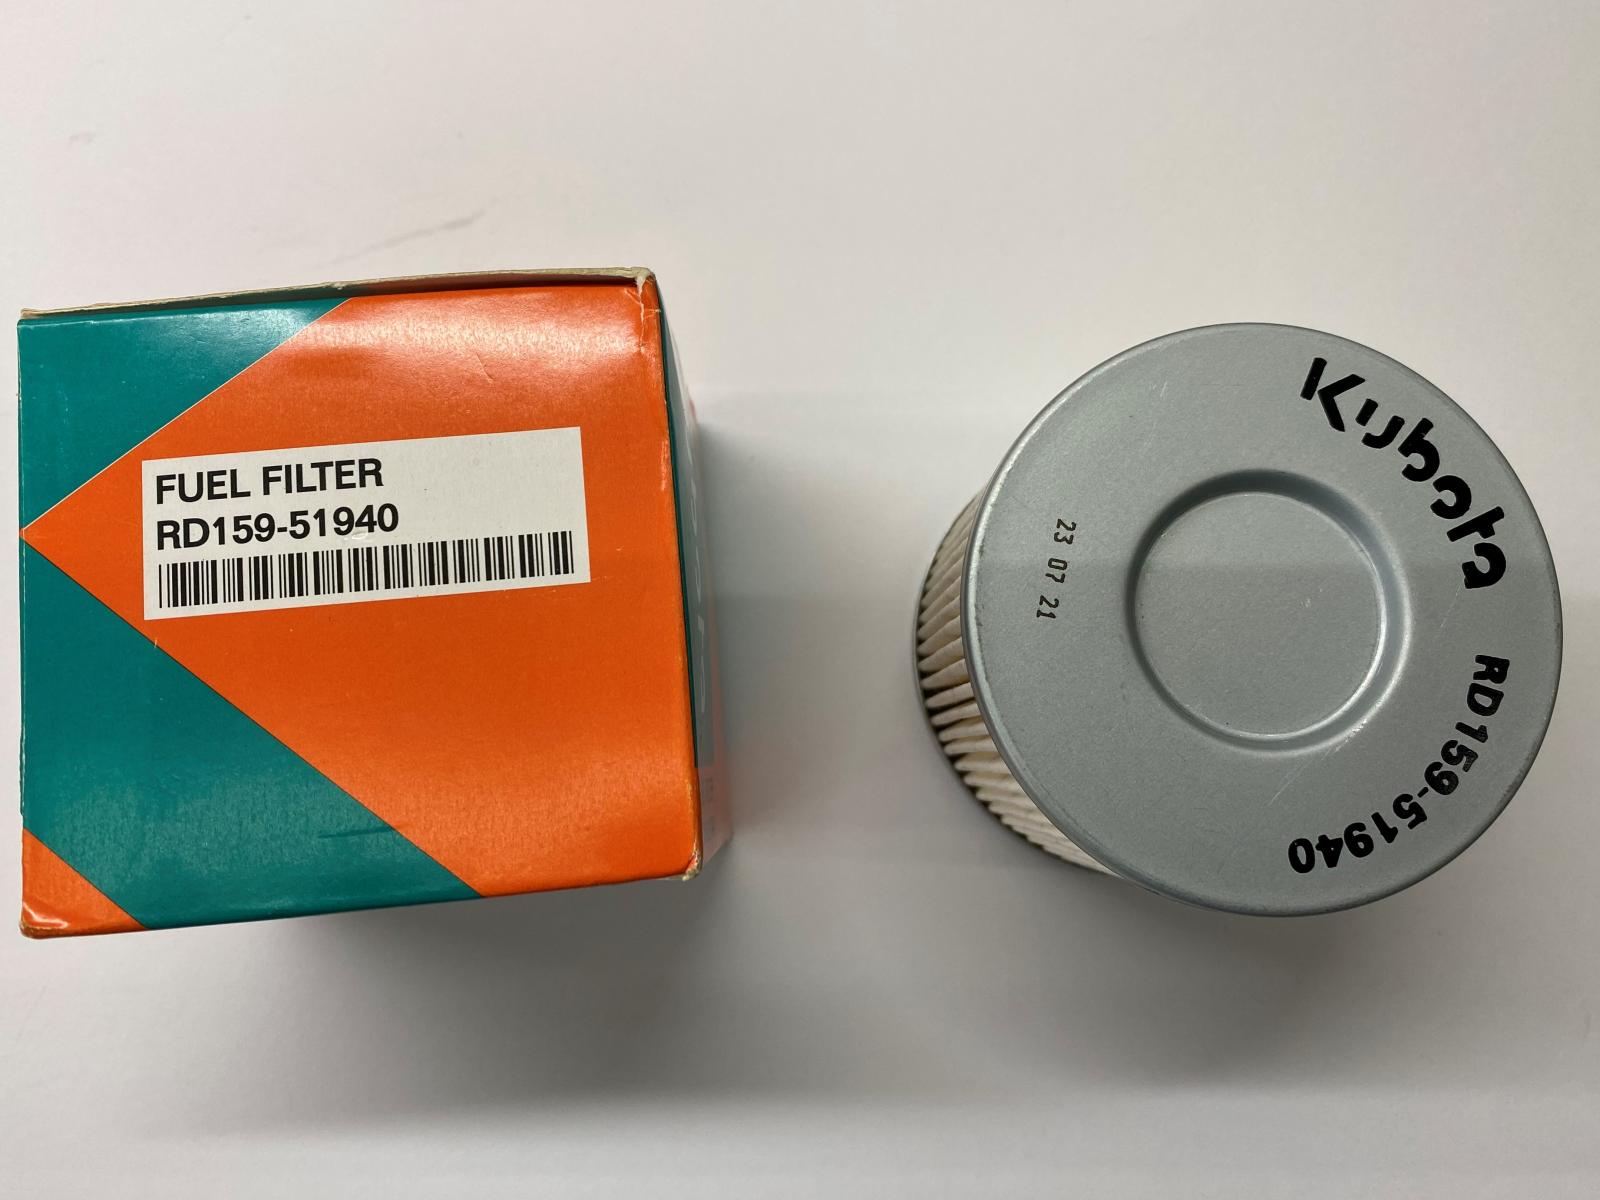 FUEL FILTER
RD159-51940
Kubota
RD159-51940
23 07 21